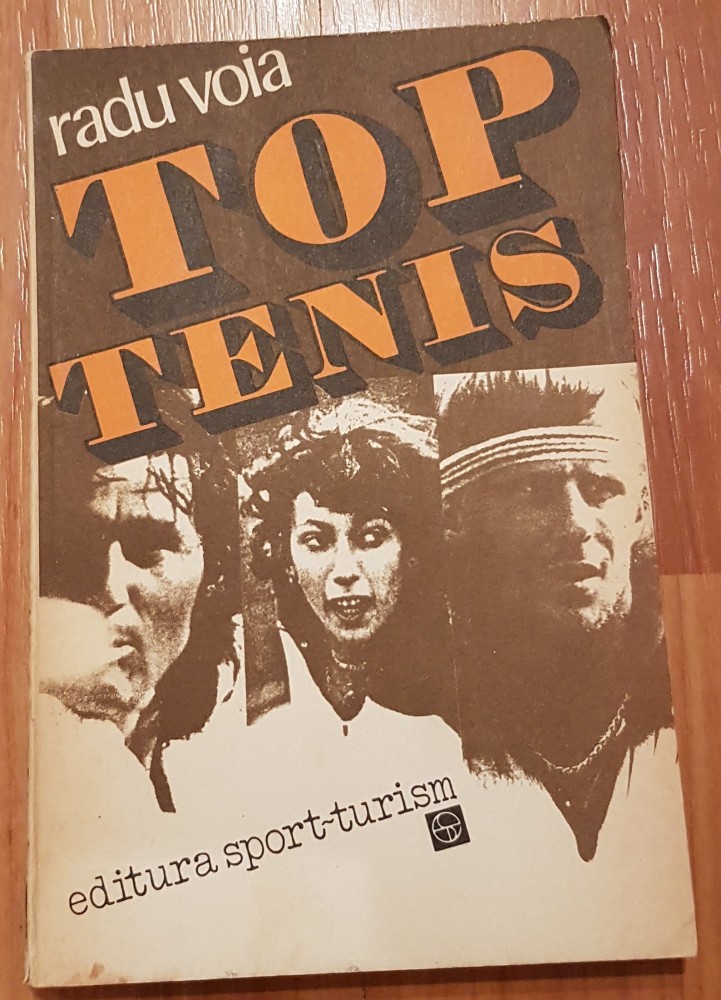 radu voia
TOP
TENIS
editura sport-turism